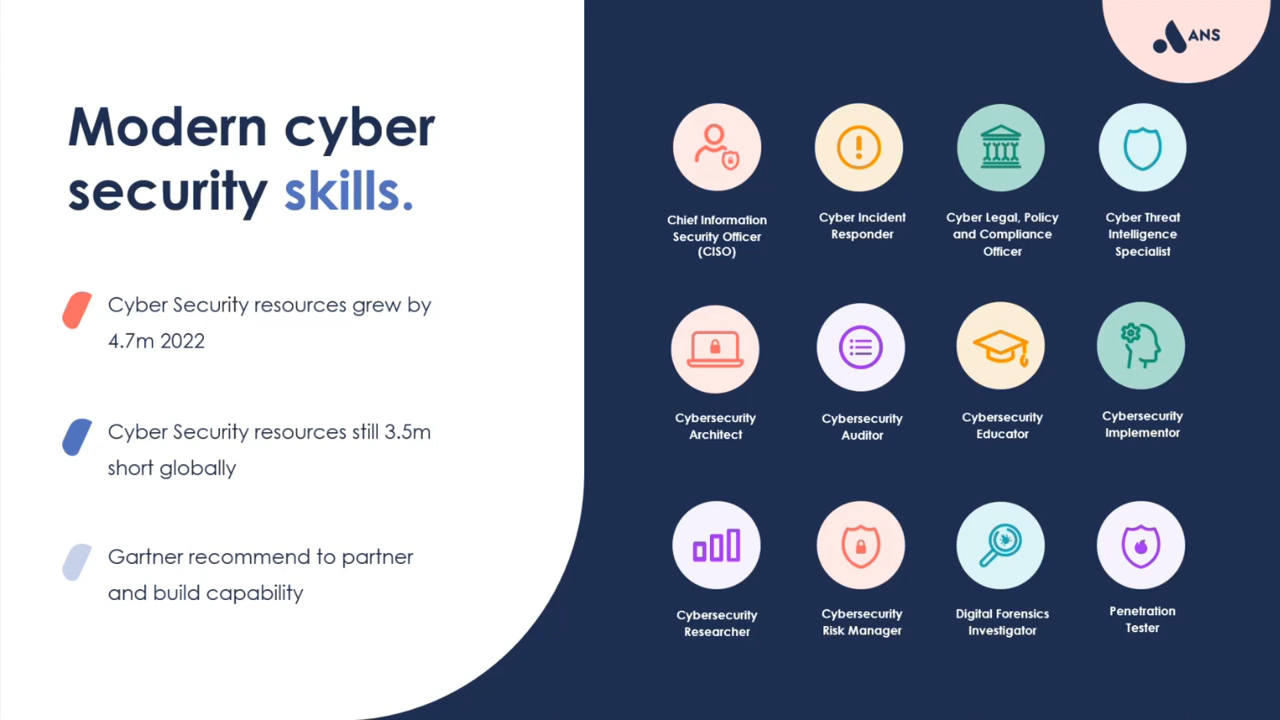 ANS
Modern cyber
security skills.
Cyber Security resources grew by
4.7m 2022
Cyber Security resources still 3.5m
short globally
Gartner recommend to partner
and build capability
Chief Information
Security Officer
(CISO)
Cyber Incident
Responder
Cyber Legal, Policy
and Compliance
Officer
Cyber Threat
Intelligence
Specialist
Cybersecurity
Architect
Cybersecurity
Auditor
Cybersecurity
Educator
Cybersecurity
Implementor
Cybersecurity
Researcher
Cybersecurity
Risk Manager
Digital Forensics
Investigator
Penetration
Tester